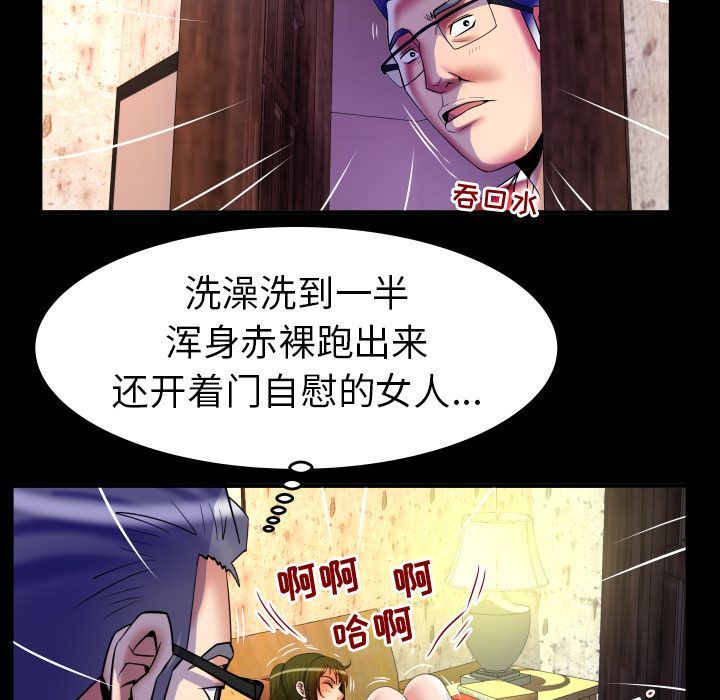 吞口水
洗澡洗到一半
浑身赤裸跑出来
还开着门自慰的女人...
啊啊 啊
哈啊